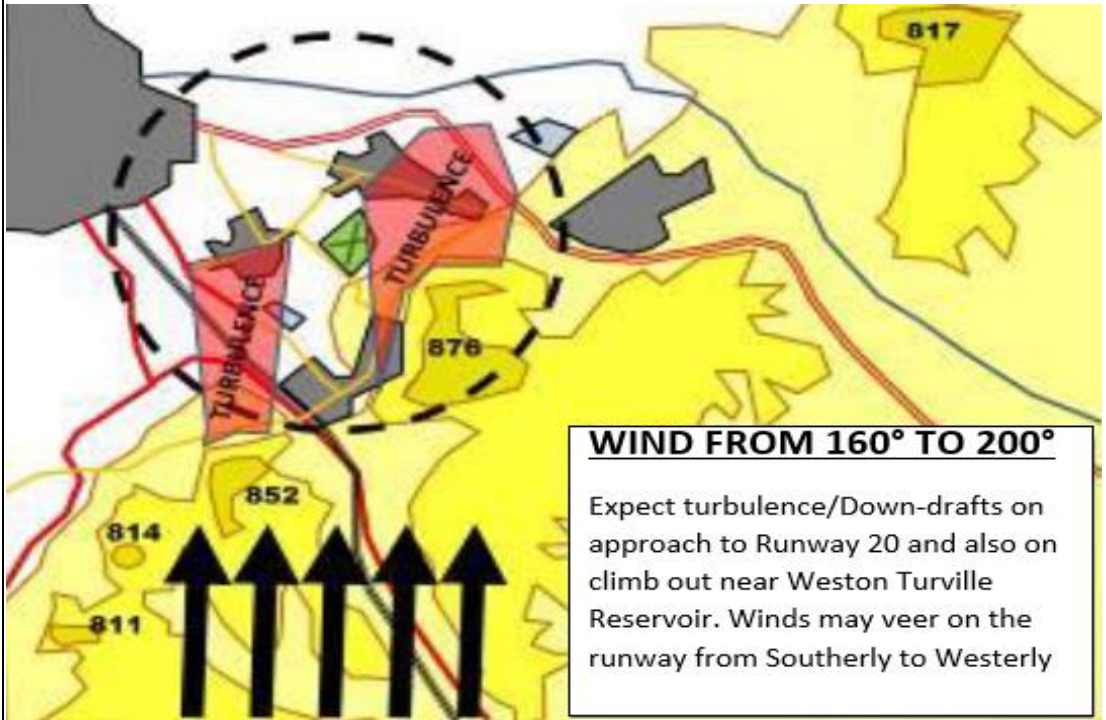 817
TURBULENCE
TURBULENCE
876
852
814
811
WIND FROM 160° TO 200°
Expect turbulence/Down-drafts on
approach to Runway 20 and also on
climb out near Weston Turville
Reservoir. Winds may veer on the
runway from Southerly to Westerly